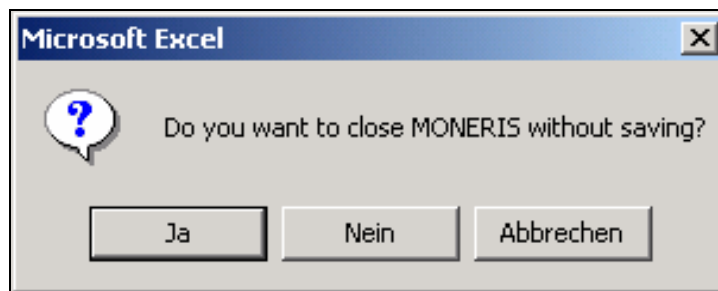 Microsoft Excel
Do you want to close MONERIS without saving?
Ja
Nein
Abbrechen